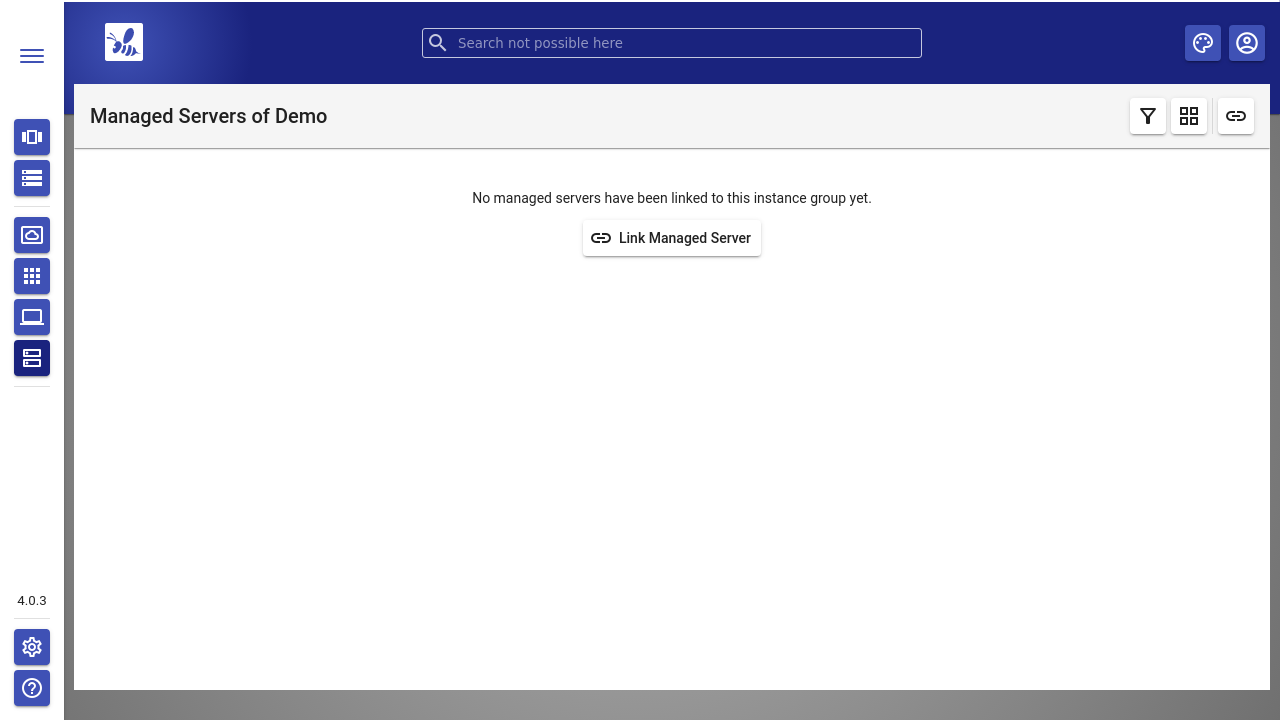 Search not possible here
Managed Servers of Demo
No managed servers have been linked to this instance group yet.
Link Managed Server
4.0.3